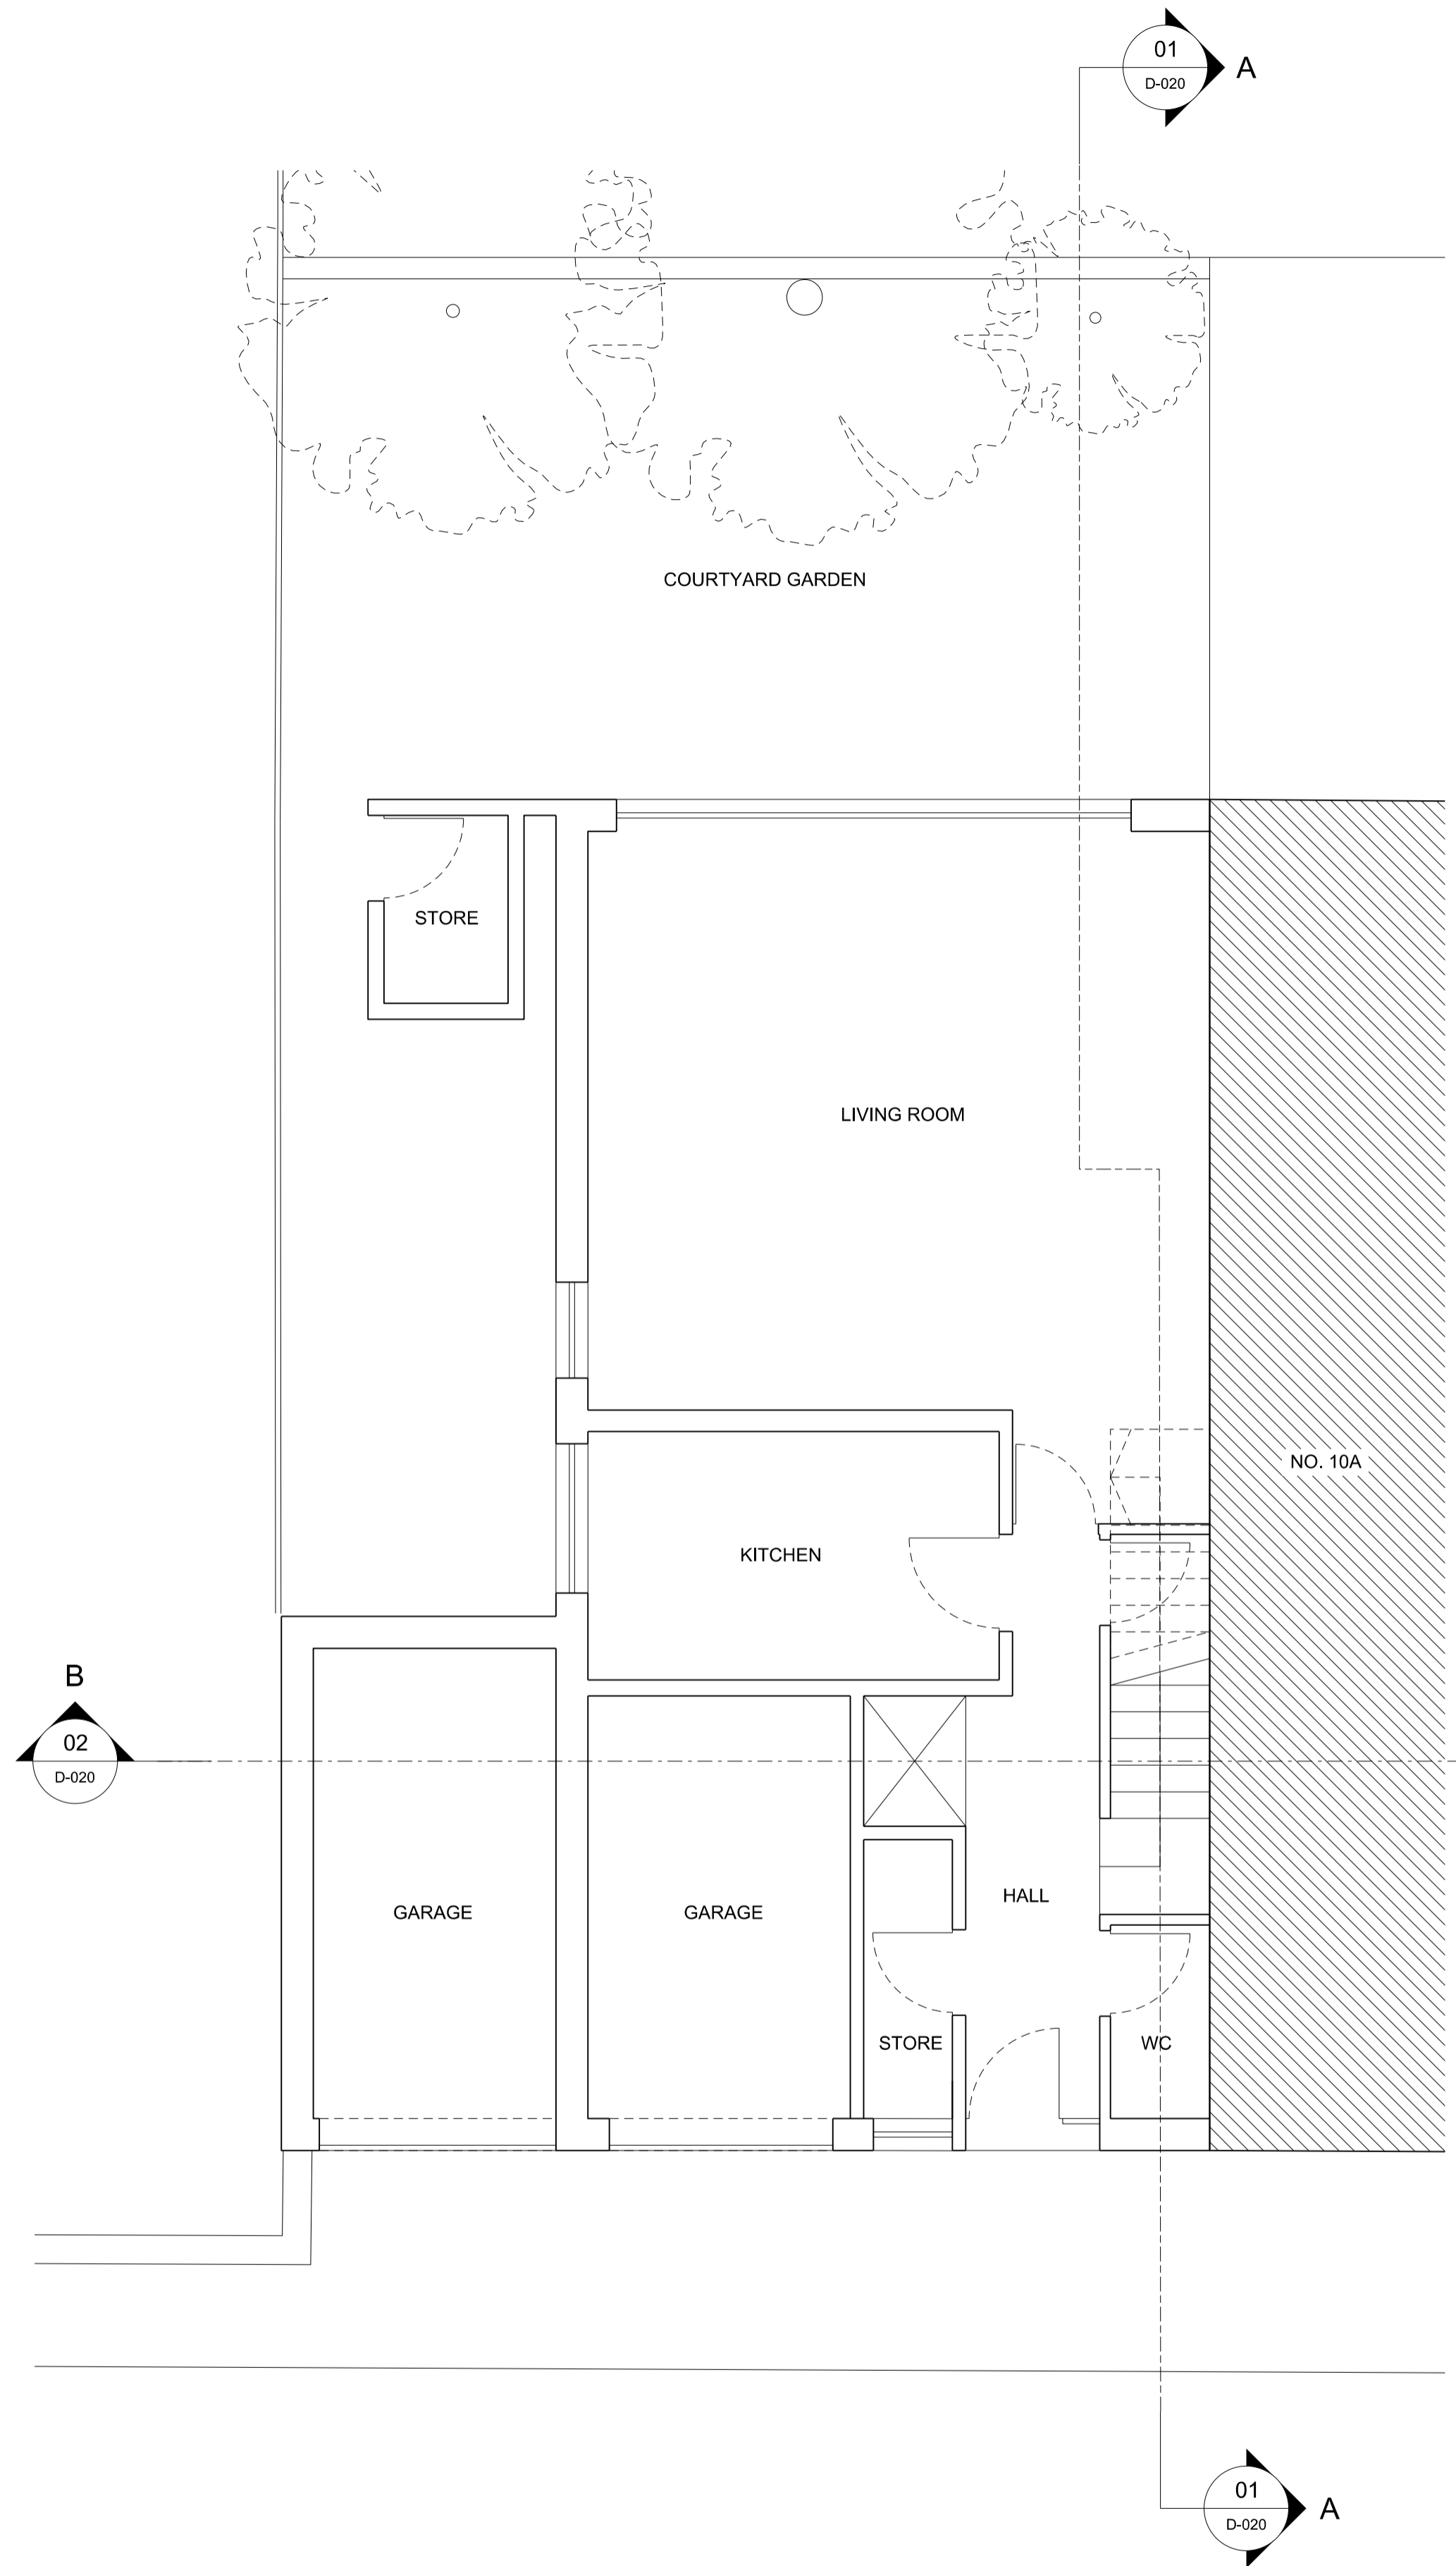 01
D-020
A
COURTYARD GARDEN
STORE
LIVING ROOM
NO. 10A
KITCHEN
B
02
D-020
HALL
GARAGE
GARAGE
STORE
WC
01
D-020
A